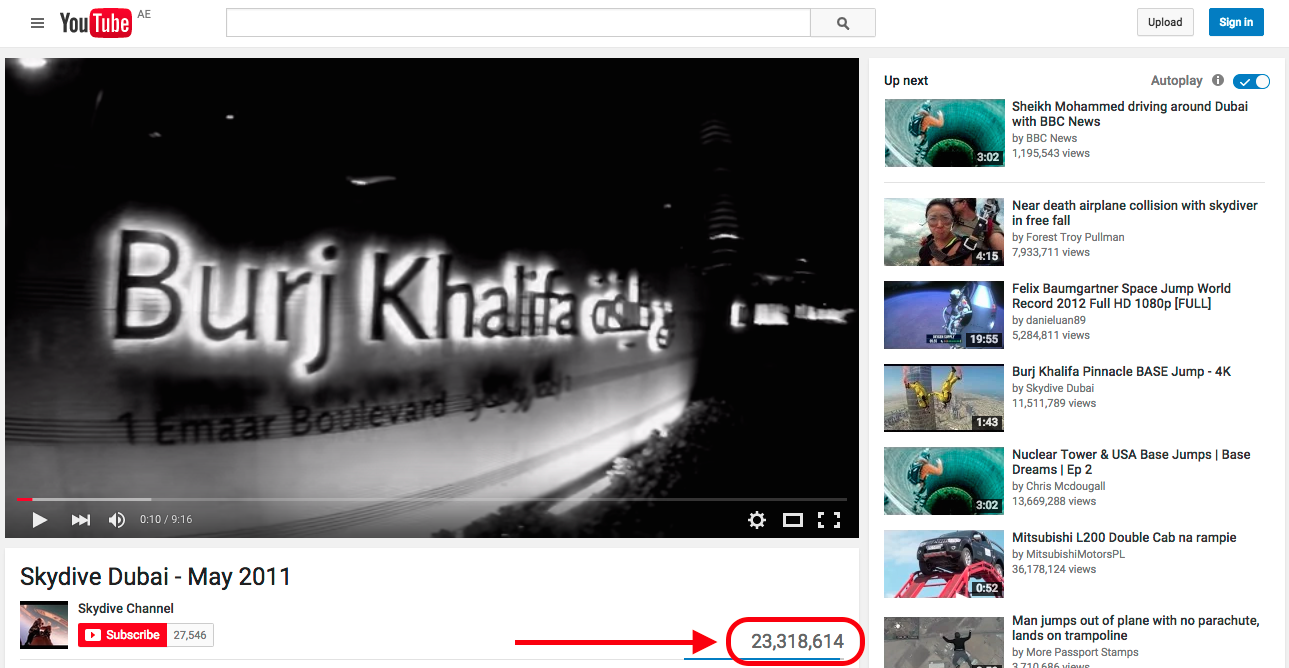 YouTube AE
Upload
Sign in
Burj Khalifa
1 Emaar Boulevard
0:10 / 9:16
Skydive Dubai - May 2011
Skydive Channel
Subscribe 27,546
23,318,614
Up next
Autoplay
3:02
Sheikh Mohammed driving around Dubai
with BBC News
by BBC News
1,195,543 views
4:15
Near death airplane collision with skydiver
in free fall
by Forest Troy Pullman
7,933,711 views
19:55
Felix Baumgartner Space Jump World
Record 2012 Full HD 1080p [FULL]
by danieluan89
5,284,811 views
1:43
Burj Khalifa Pinnacle BASE Jump - 4K
by Skydive Dubai
11,511,789 views
3:02
Nuclear Tower & USA Base Jumps | Base
Dreams | Ep 2
by Chris Mcdougall
13,669,288 views
0:52
Mitsubishi L200 Double Cab na rampie
by MitsubishiMotorsPL
36,178,124 views
Man jumps out of plane with no parachute,
lands on trampoline
by More Passport Stamps
3,710,686 views